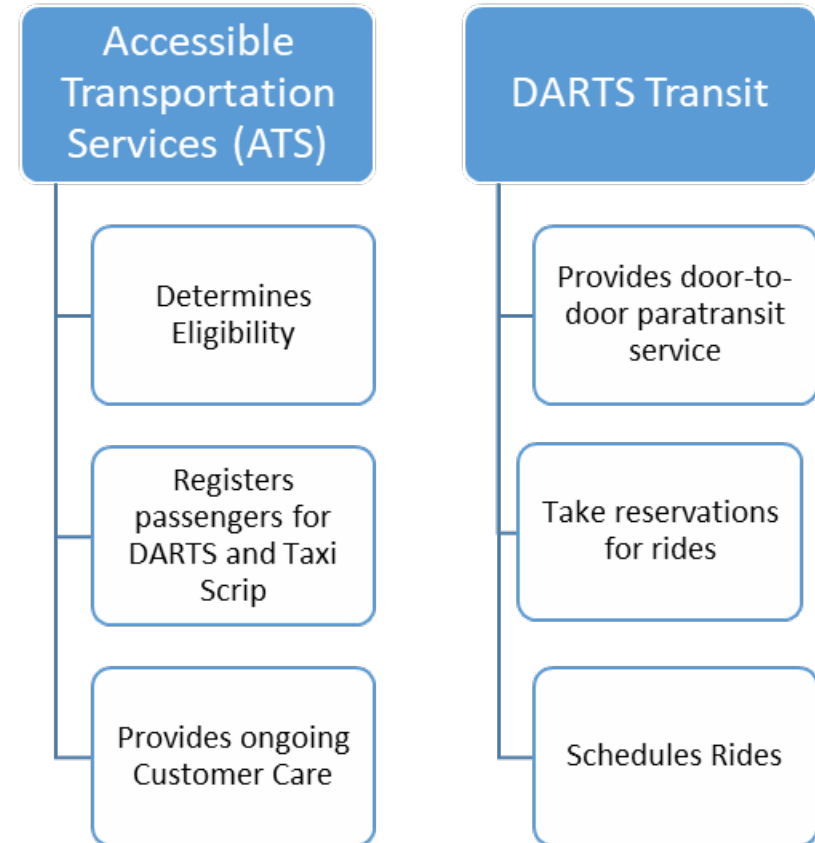 Accessible
Transportation
Services (ATS)
Determines
Eligibility
Registers
passengers for
DARTS and Taxi
Scrip
Provides ongoing
Customer Care
DARTS Transit
Provides door-to-
door paratransit
service
Take reservations
for rides
Schedules Rides